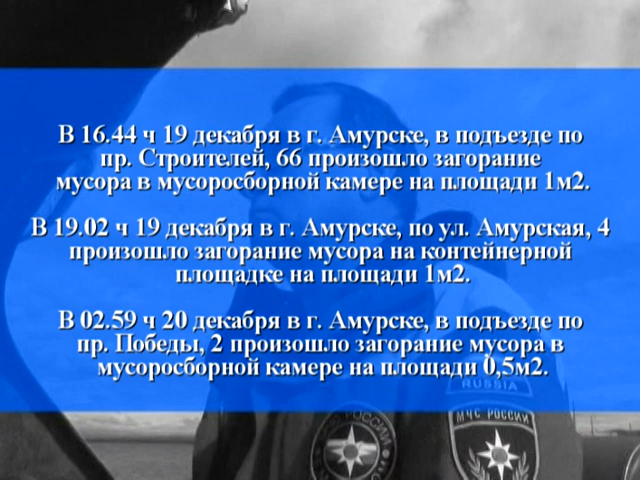 В 16.44 ч 19 декабря в г. Амурске, в подъезде по
пр. Строителей, 66 произошло загорание
мусора в мусоросборной камере на площади 1м2.
В 19.02 ч 19 декабря в г. Амурске, по ул. Амурская, 4
произошло загорание мусора на контейнерной
площадке на площади 1м2.
В 02.59 ч 20 декабря в г. Амурске, в подъезде по
пр. Победы, 2 произошло загорание мусора в
мусоросборной камере на площади 0,5м2.
RUSSIA
МЧС РОССИИ
РОССИИ